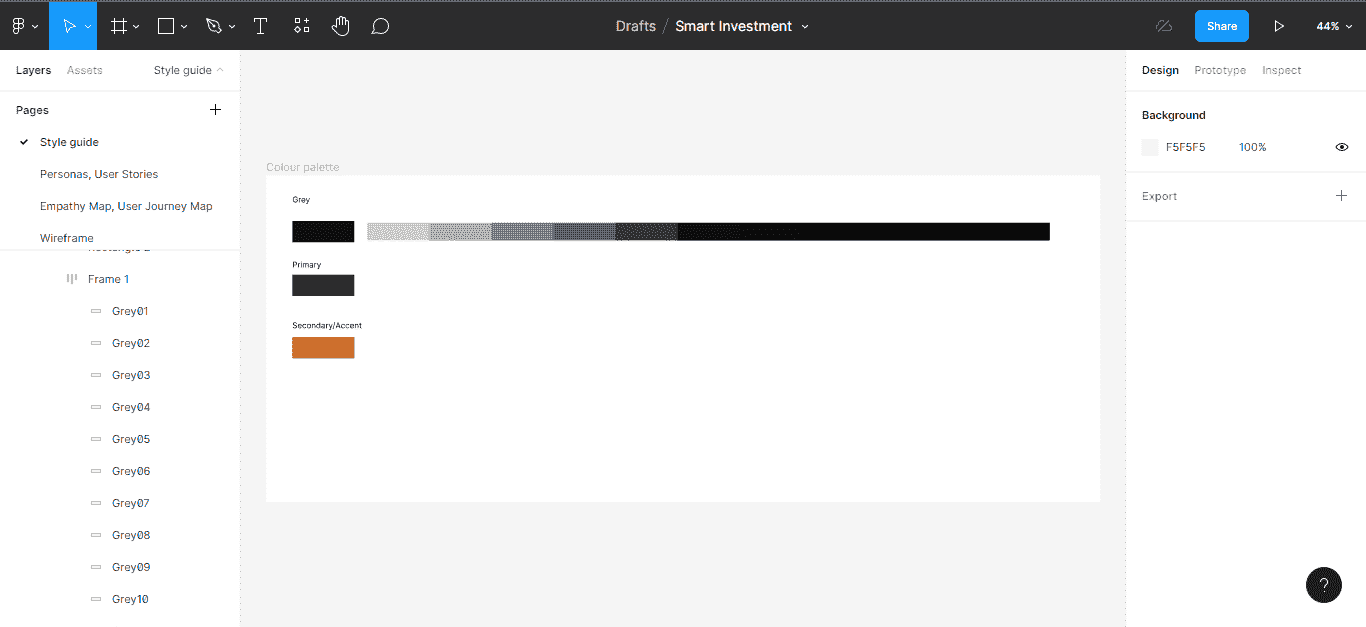 Drafts / Smart Investment
Share
44%
Layers Assets Style guide
Pages
Style guide
Personas, User Stories
Empathy Map, User Journey Map
Wireframe
Frame 1
Grey01
Grey02
Grey03
Grey04
Grey05
Grey06
Grey07
Grey08
Grey09
Grey10
Colour palette
Grey
Primary
Secondary/Accent
Design Prototype Inspect
Background
F5F5F5 100%
Export
?